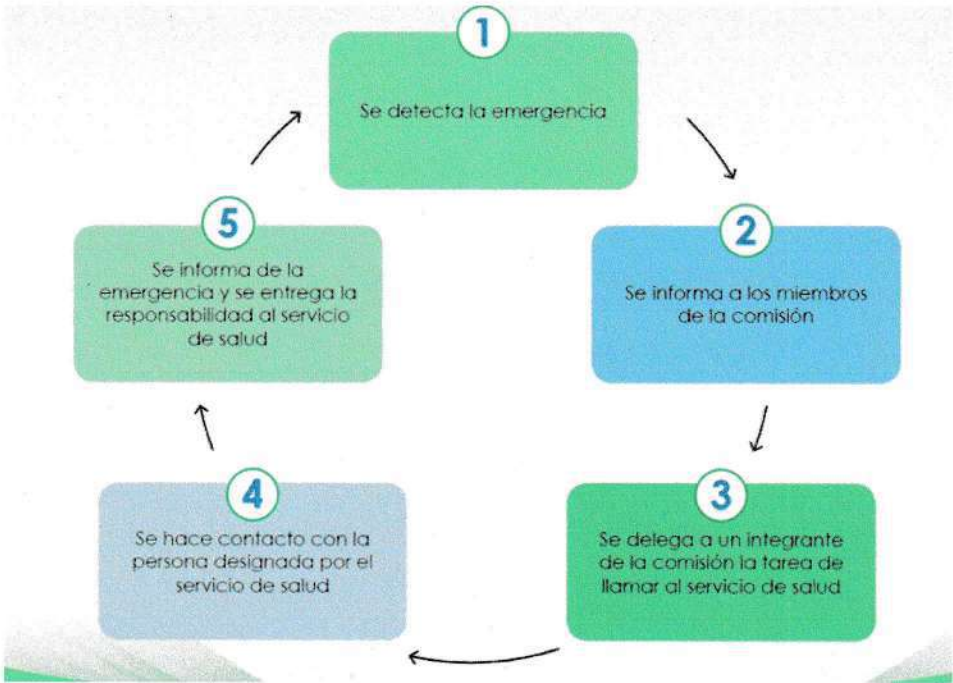 1
Se detecta la emergencia
2
Se informa a los miembros
de la comisión
3
Se delega a un integrante
de la comisión la tarea de
llamar al servicio de salud
4
Se hace contacto con la
persona designada por el
servicio de salud
5
Se informa de la
emergencia y se entrega la
responsabilidad al servicio
de salud